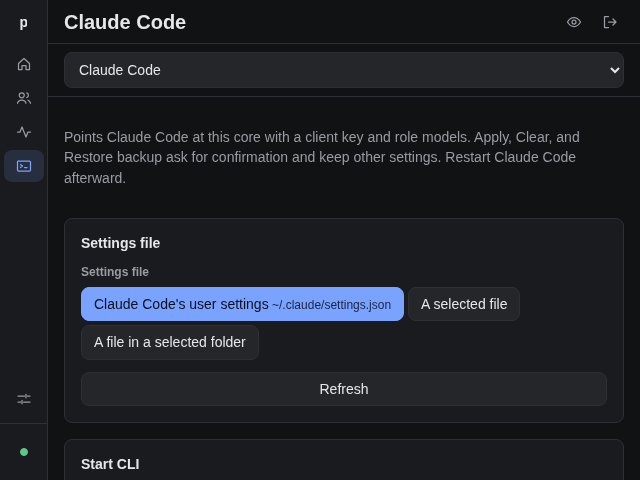 p
Claude Code
Claude Code
Points Claude Code at this core with a client key and role models. Apply, Clear, and
Restore backup ask for confirmation and keep other settings. Restart Claude Code
afterward.
Settings file
Settings file
Claude Code's user settings ~/.claude/settings.json
A selected file
A file in a selected folder
Refresh
Start CLI